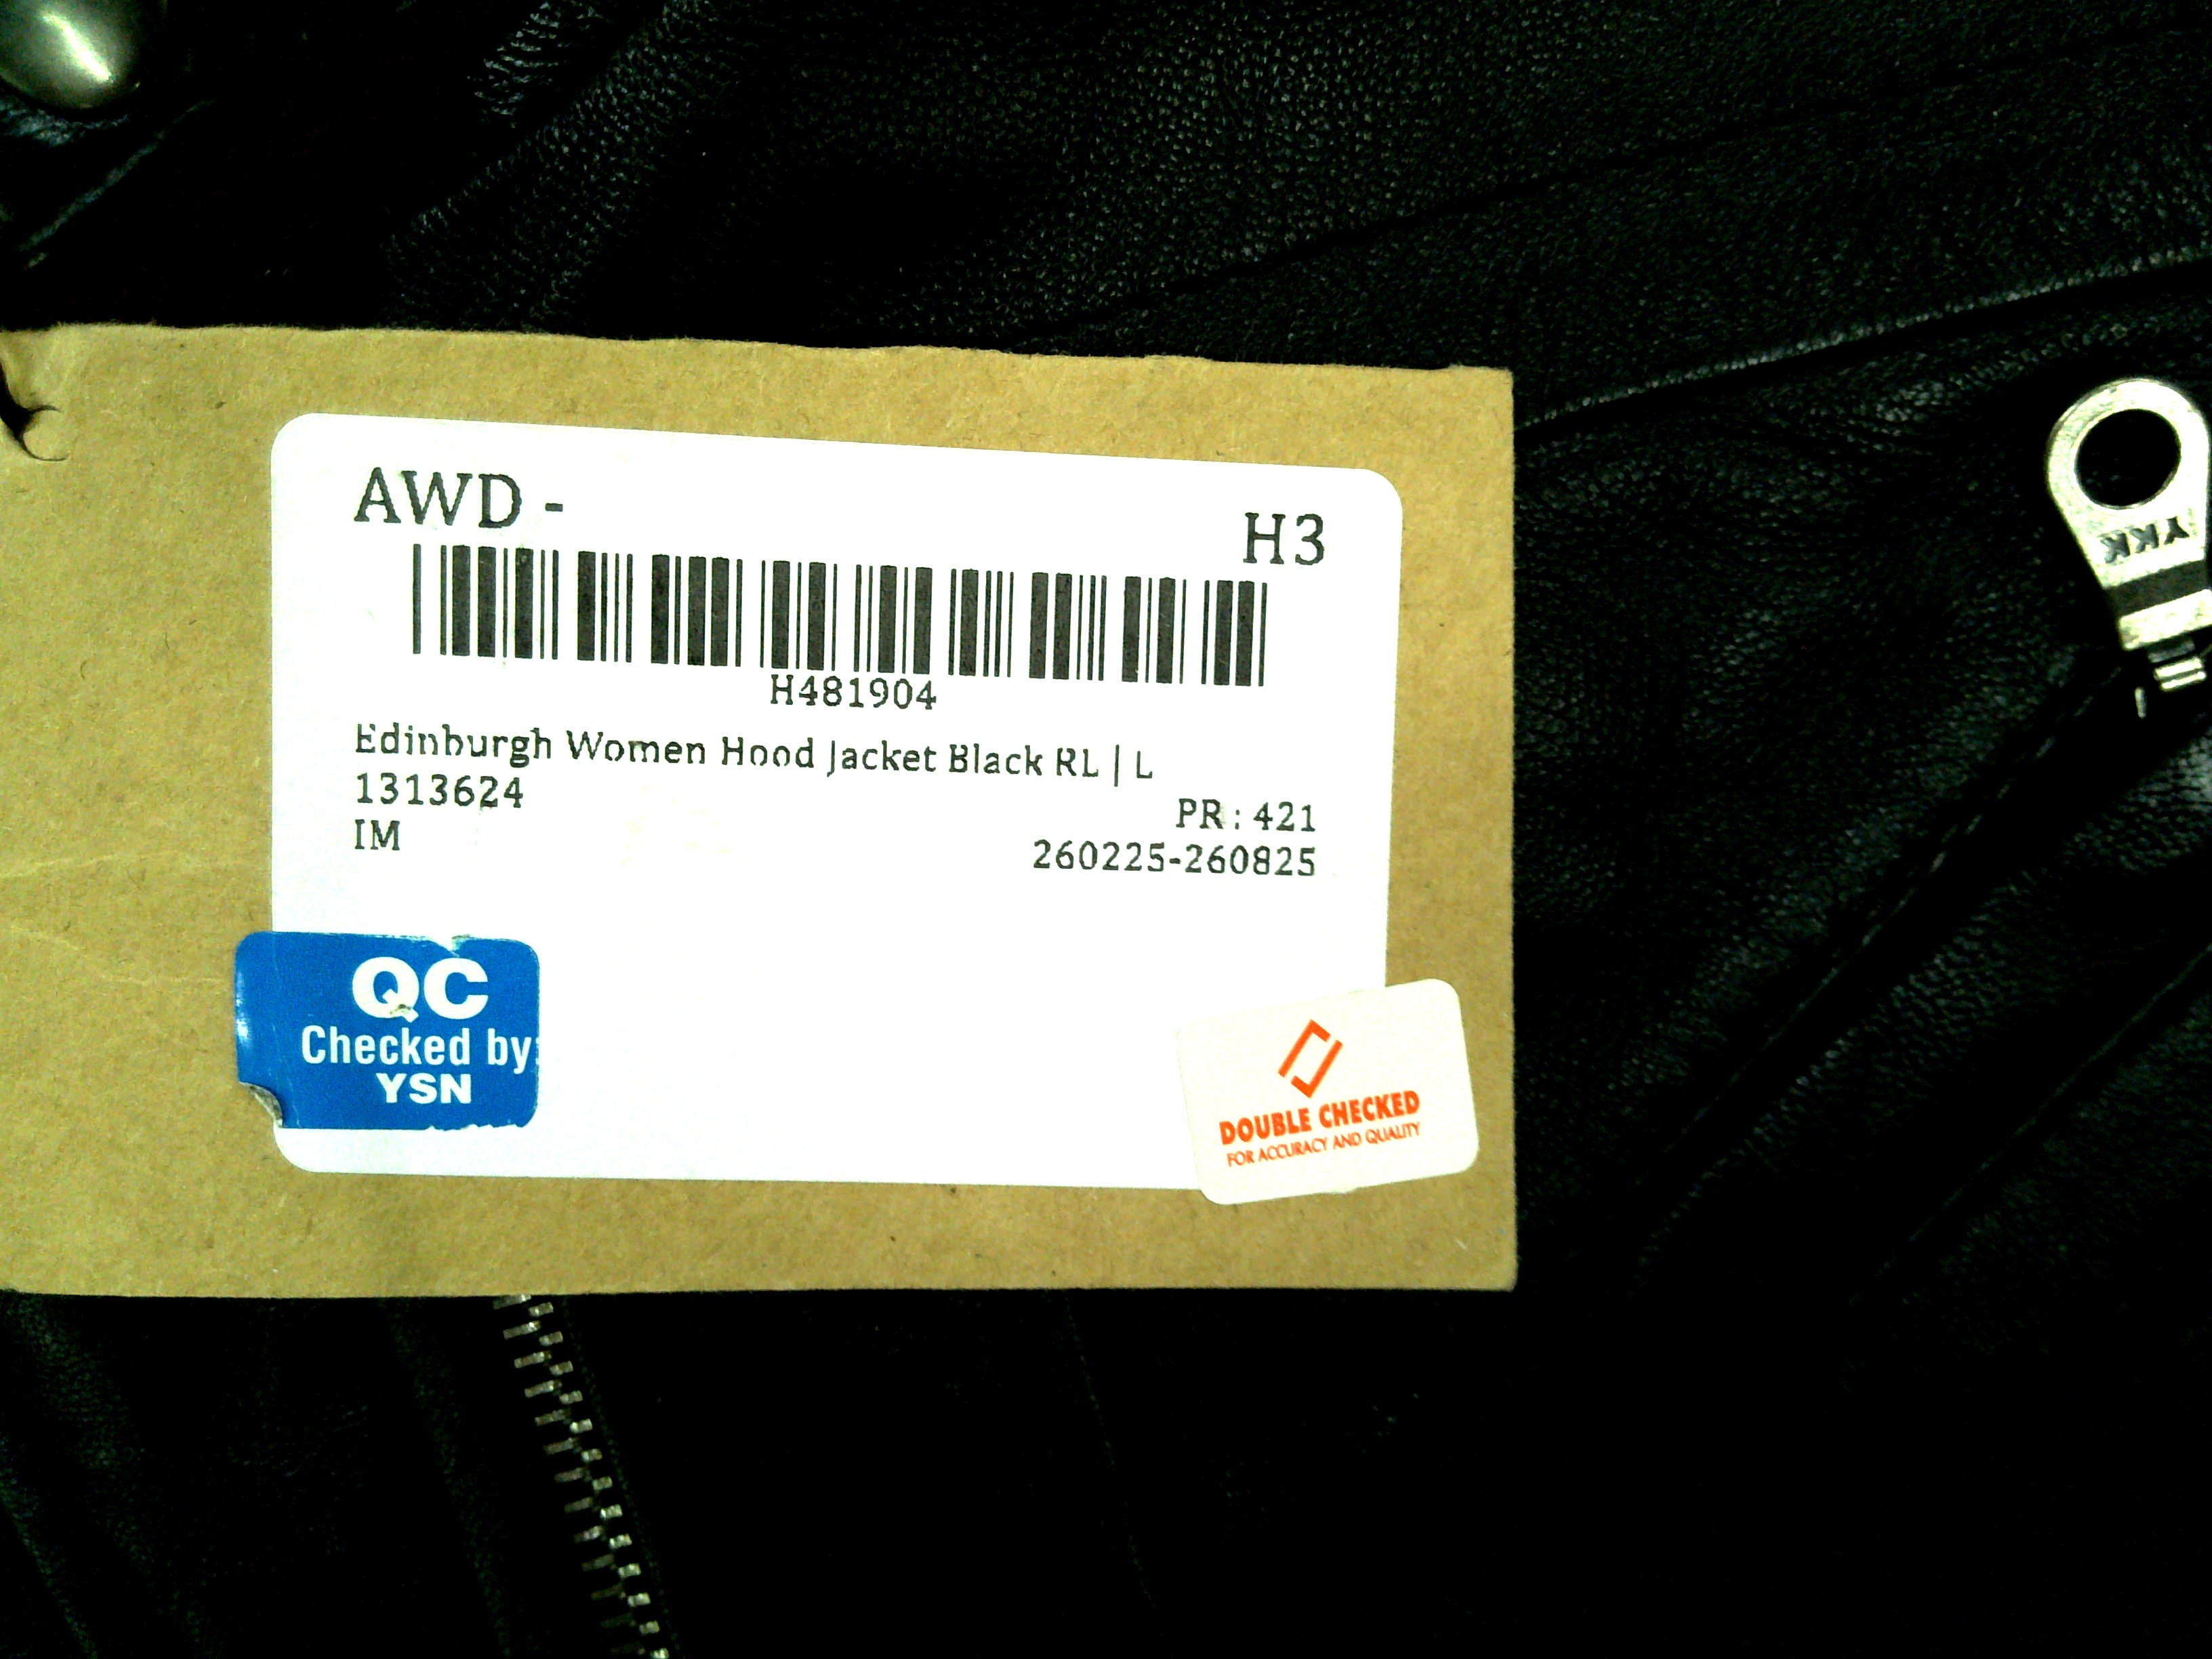 AWD -
H3
H481904
Edinburgh Women Hood Jacket Black RL | L
1313624
PR : 421
IM
260225-260825
QC
Checked by:
YSN
DOUBLE CHECKED
FOR ACCURACY AND QUALITY
YKK